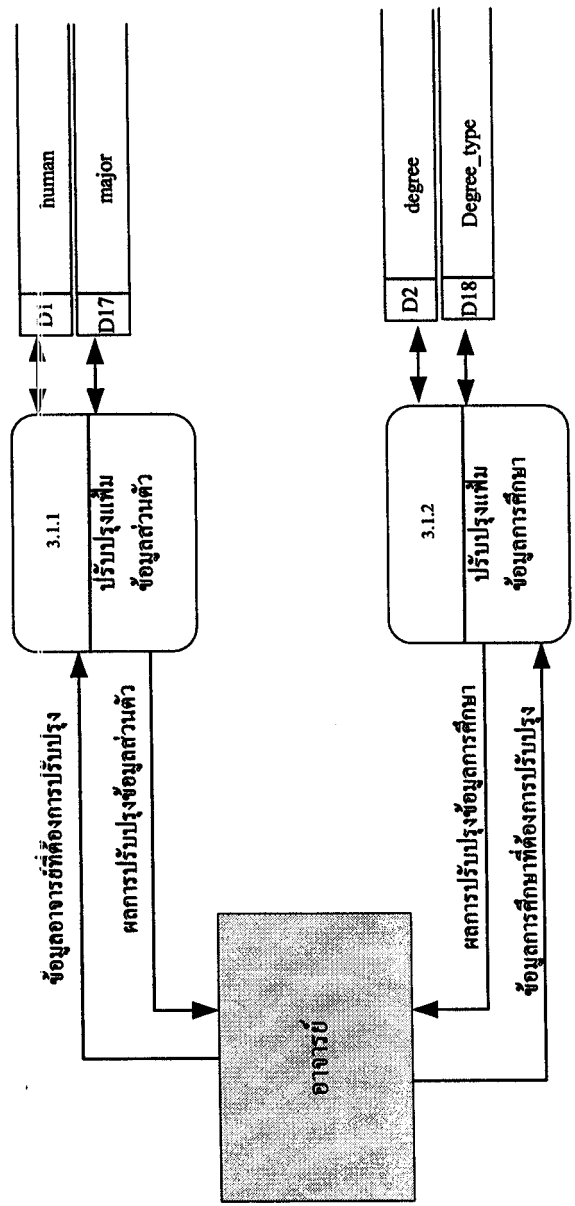 ข้อมูลอาจารย์ที่ต้องการปรับปรุง
ผลการปรับปรุงข้อมูลส่วนตัว
3.1.1
ปรับปรุงแฟ้ม
ข้อมูลส่วนตัว
D1 human
D17 major
อาจารย์
ผลการปรับปรุงข้อมูลการศึกษา
ข้อมูลการศึกษาที่ต้องการปรับปรุง
3.1.2
ปรับปรุงแฟ้ม
ข้อมูลการศึกษา
D2 degree
D18 Degree_type